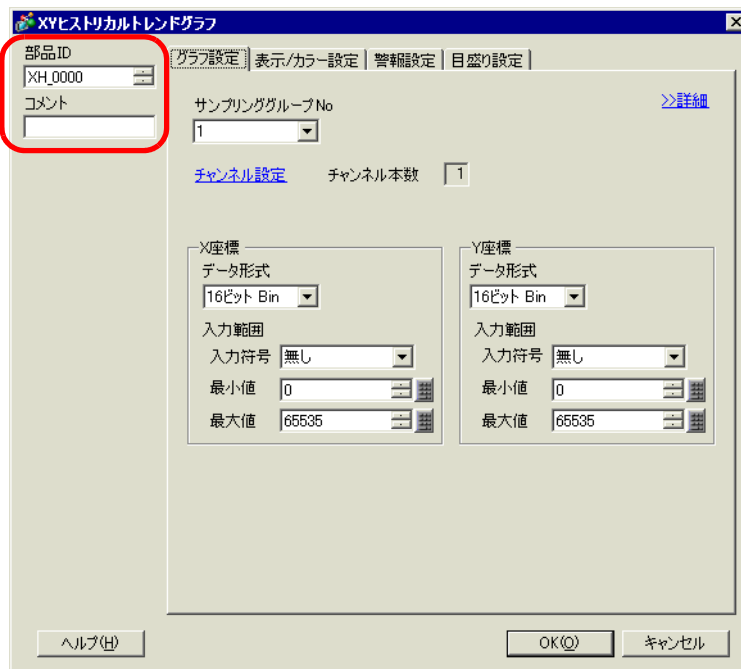 XYヒストリカルトレンドグラフ
部品ID
XH_0000
コメント
グラフ設定 表示/カラー設定 警報設定 目盛り設定
サンプリンググループNo
>>詳細
1
チャンネル設定 チャンネル本数 1
X座標
データ形式
16ビット Bin
入力範囲
入力符号 無し
最小値 0
最大値 65535
Y座標
データ形式
16ビット Bin
入力範囲
入力符号 無し
最小値 0
最大値 65535
ヘルプ(H) OK(O) キャンセル